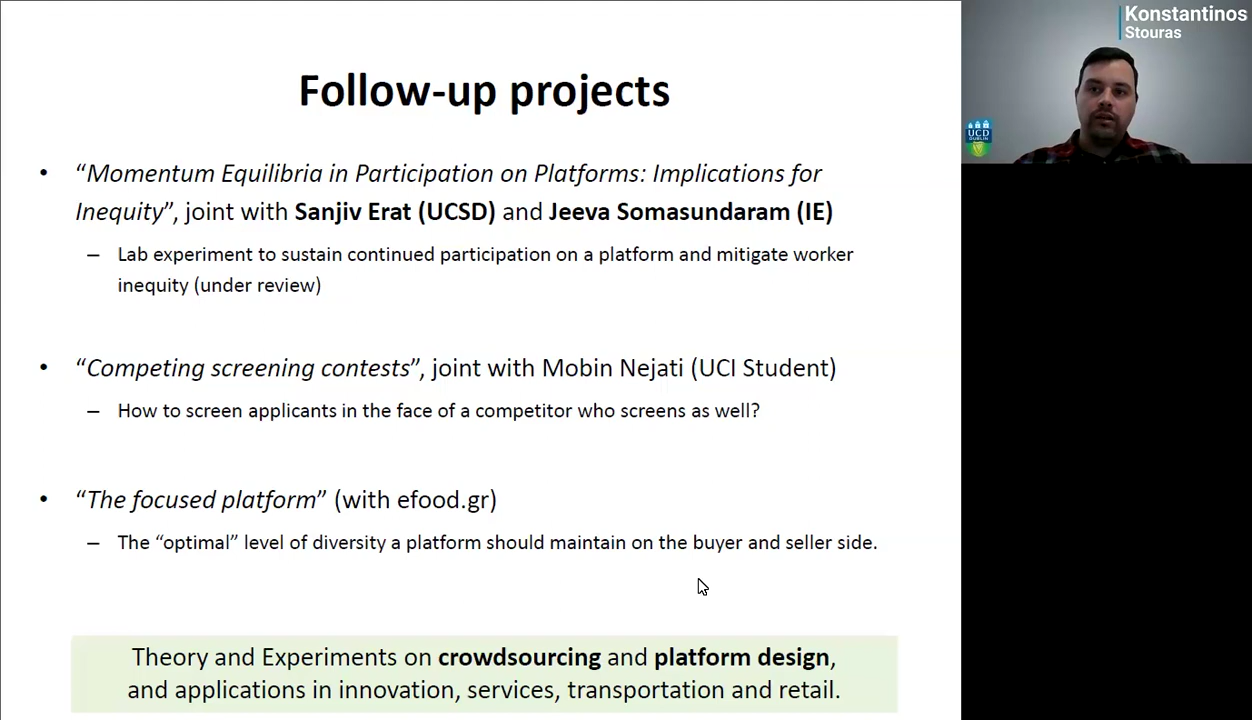 Konstantinos
Stouras
UCD
DUBLIN
Follow-up projects
• “Momentum Equilibria in Participation on Platforms: Implications for
Inequity”, joint with Sanjiv Erat (UCSD) and Jeeva Somasundaram (IE)
– Lab experiment to sustain continued participation on a platform and mitigate worker
inequity (under review)
• “Competing screening contests”, joint with Mobin Nejati (UCI Student)
– How to screen applicants in the face of a competitor who screens as well?
• “The focused platform” (with efood.gr)
– The “optimal” level of diversity a platform should maintain on the buyer and seller side.
Theory and Experiments on crowdsourcing and platform design,
and applications in innovation, services, transportation and retail.